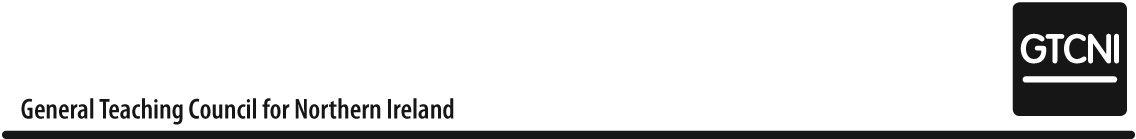 GTCNI
General Teaching Council for Northern Ireland